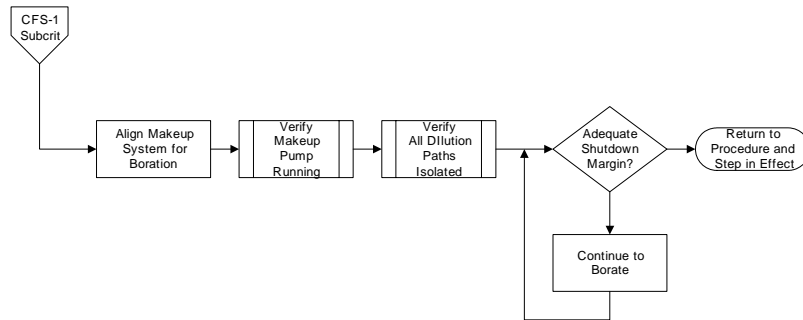 CFS-1
Subcrit
Align Makeup
System for
Boration
Verify
Makeup
Pump
Running
Verify
All DIlution
Paths
Isolated
Adequate
Shutdown
Margin?
Return to
Procedure and
Step in Effect
Continue to
Borate